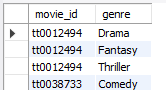 movie_id genre
tt0012494 Drama
tt0012494 Fantasy
tt0012494 Thriller
tt0038733 Comedy